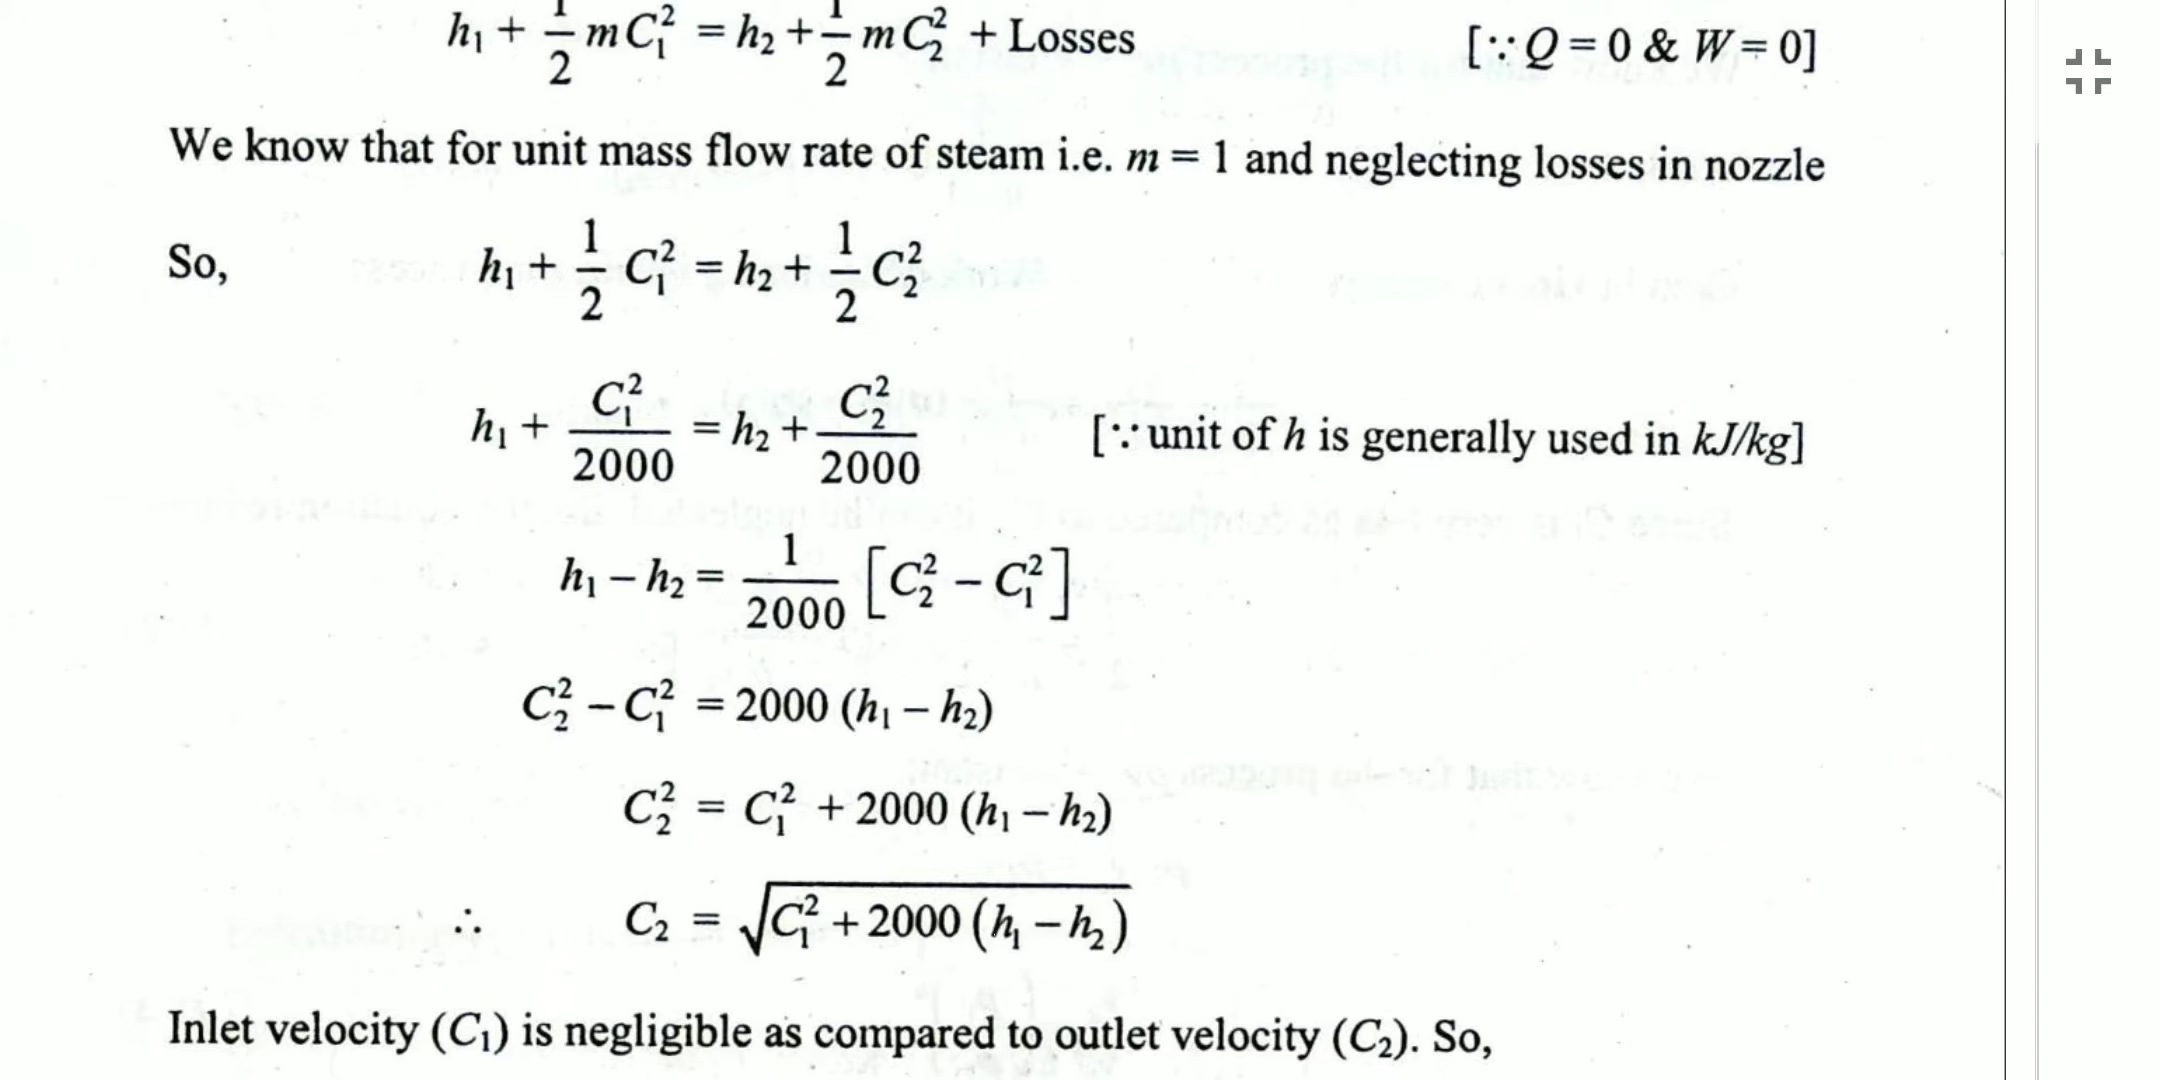 h₁ + 1/2 mC₁² = h₂ + 1/2 mC₂² + Losses [∵ Q = 0 & W = 0]
We know that for unit mass flow rate of steam i.e. m = 1 and neglecting losses in nozzle
So, h₁ + 1/2 C₁² = h₂ + 1/2 C₂²
h₁ + C₁²/2000 = h₂ + C₂²/2000 [∵ unit of h is generally used in kJ/kg]
h₁ – h₂ = 1/2000 [C₂² – C₁²]
C₂² – C₁² = 2000 (h₁ – h₂)
C₂² = C₁² + 2000 (h₁ – h₂)
∴ C₂ = √(C₁² + 2000 (h₁ – h₂))
Inlet velocity (C₁) is negligible as compared to outlet velocity (C₂). So,